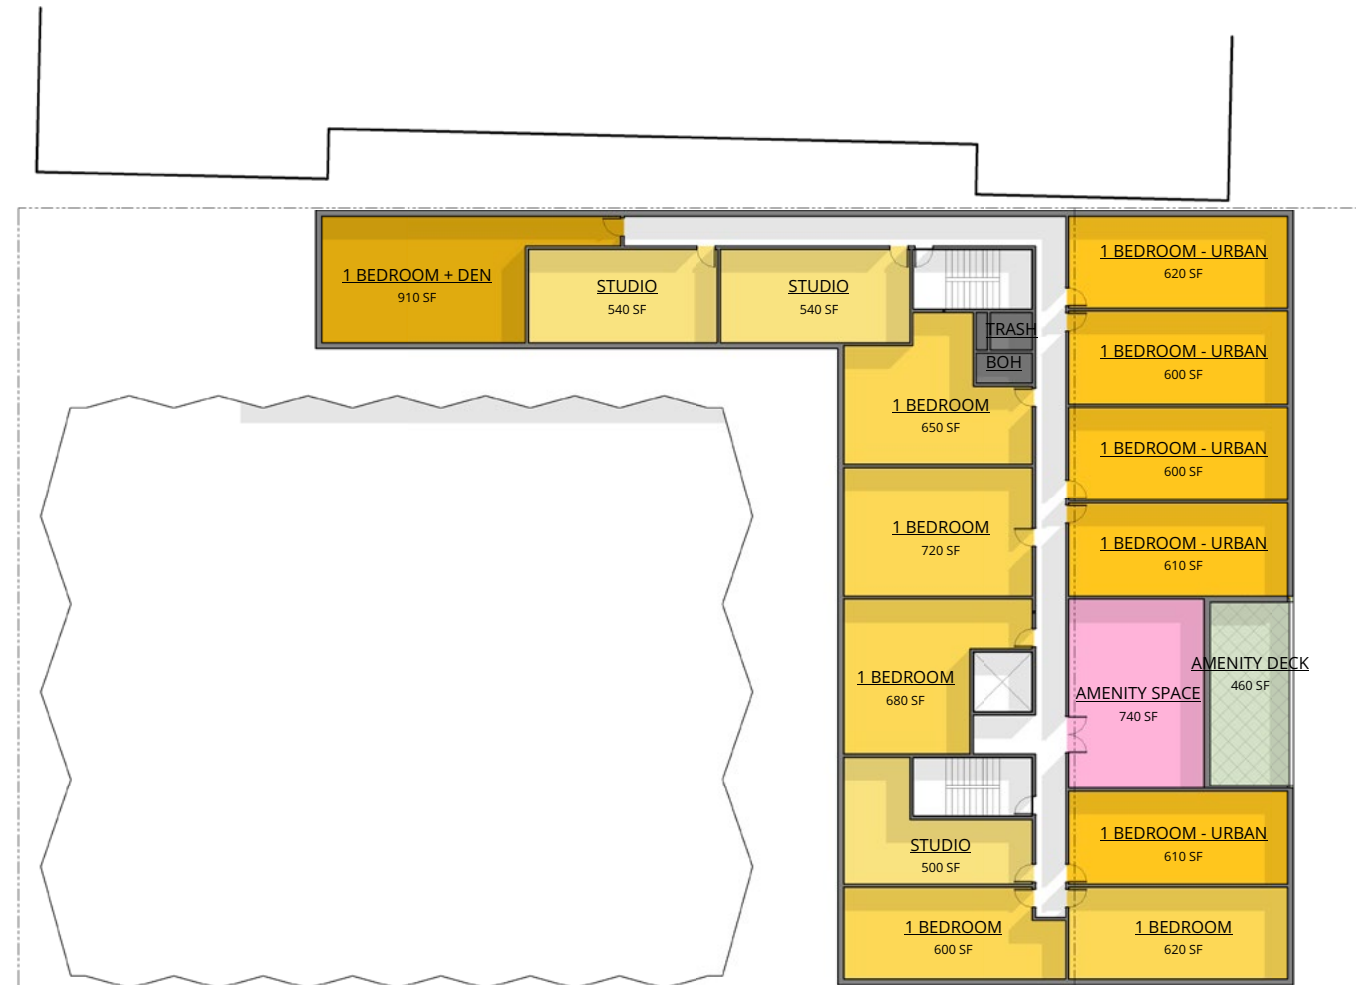 1 BEDROOM - URBAN
620 SF
1 BEDROOM + DEN
910 SF
STUDIO
540 SF
STUDIO
540 SF
TRASH
BOH
1 BEDROOM - URBAN
600 SF
1 BEDROOM
650 SF
1 BEDROOM - URBAN
600 SF
1 BEDROOM
720 SF
1 BEDROOM - URBAN
610 SF
1 BEDROOM
680 SF
AMENITY SPACE
740 SF
AMENITY DECK
460 SF
STUDIO
500 SF
1 BEDROOM - URBAN
610 SF
1 BEDROOM
600 SF
1 BEDROOM
620 SF